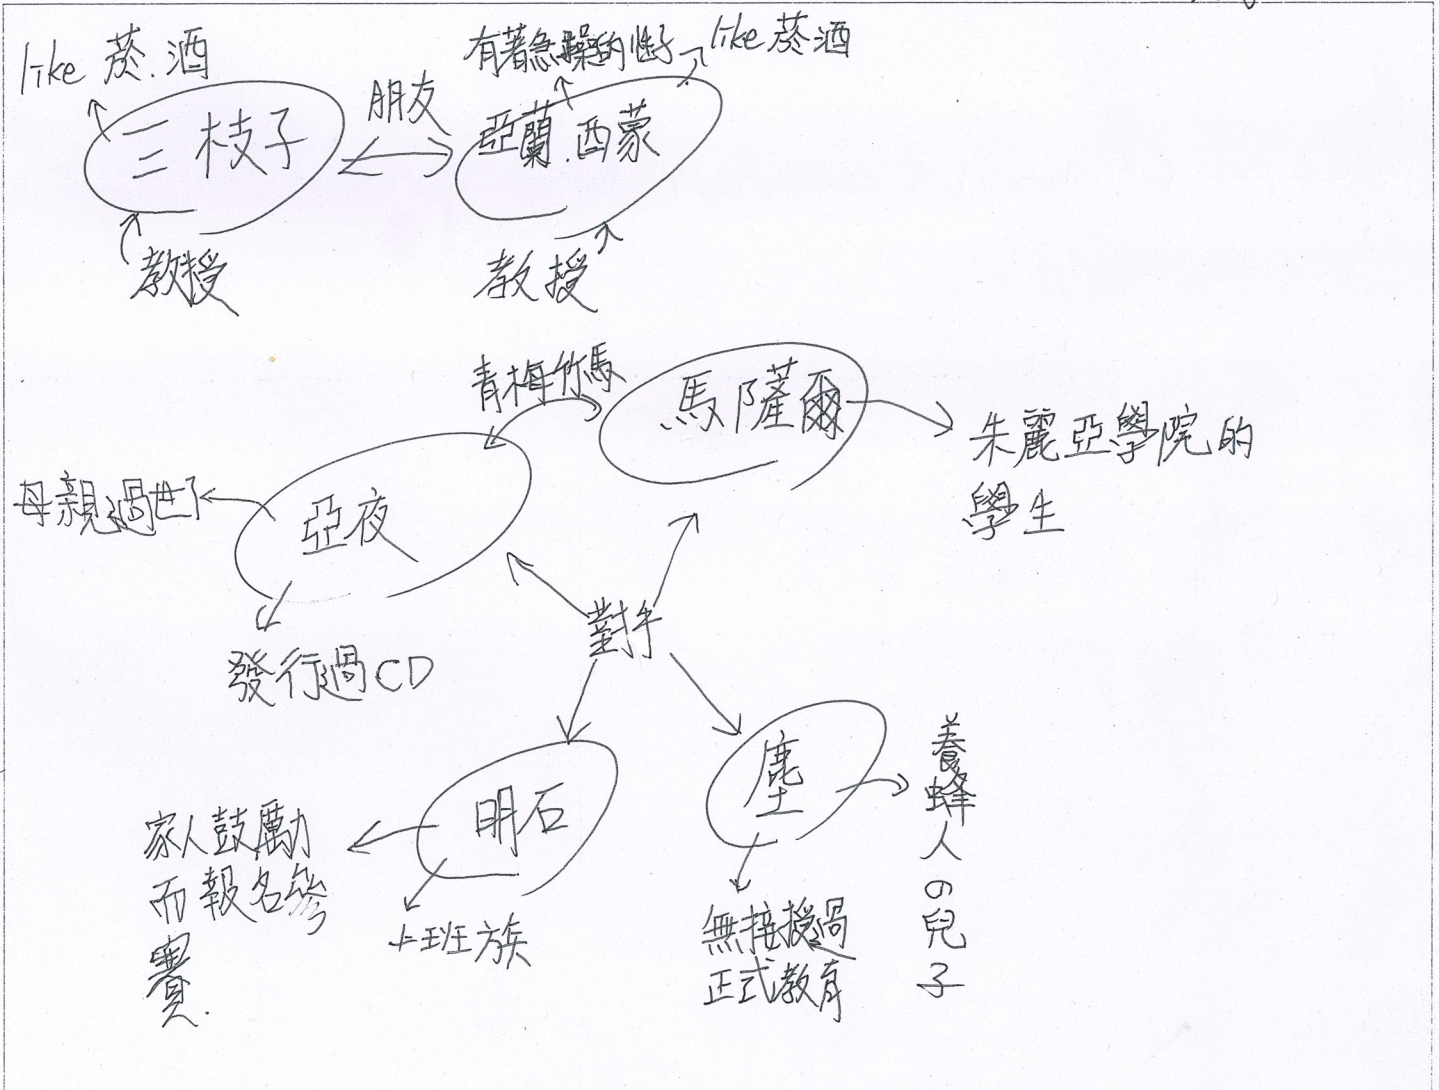 like 菸.酒
有著急躁的性子
like 菸酒
朋友
三枝子
亞蘭.西蒙
教授
教授
青梅竹馬
馬薩爾
朱麗亞學院的
學生
母親過世了
亞夜
對手
發行過CD
明石
塵
養蜂人の兒子
家人鼓勵
而報名參
賽.
上班族
無接授過
正式教育